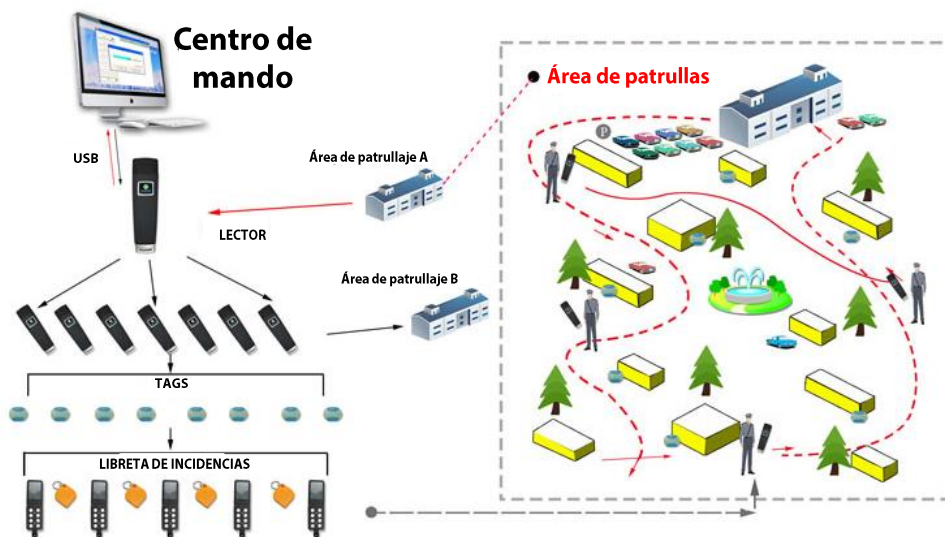 Centro de
mando
Área de patrullas
P
USB
Área de patrullaje A
LECTOR
Área de patrullaje B
TAGS
LIBRETA DE INCIDENCIAS